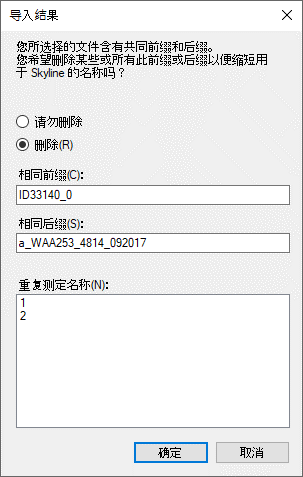 导入结果
您所选择的文件含有共同前缀和后缀。
您希望删除某些或所有此前缀或后缀以便缩短用
于 Skyline 的名称吗？
请勿删除
删除(R)
相同前缀(C):
ID33140_0
相同后缀(S):
a_WAA253_4814_092017
重复测定名称(N):
1
2
确定
取消